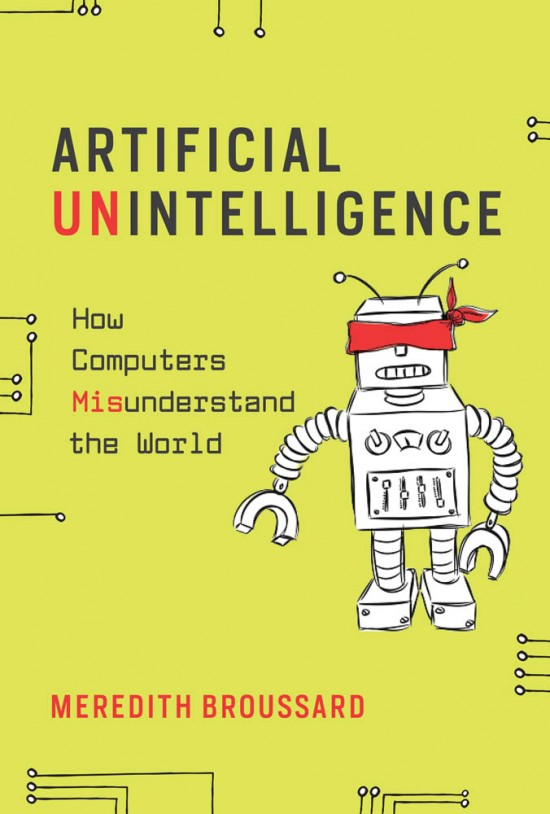 ARTIFICIAL
UNINTELLIGENCE
How
Computers
Misunderstand
the World
MEREDITH BROUSSARD